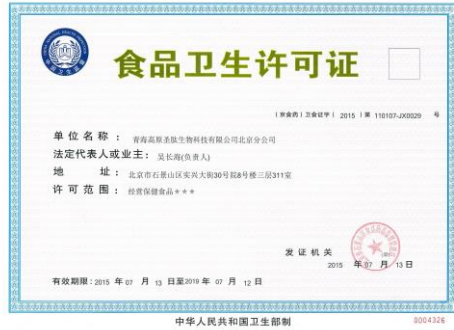 食品卫生许可证
(京食药)卫食证字( 2015 )第 110107-JX0029 号
单位名称: 青海高原圣肽生物科技有限公司北京分公司
法定代表人或业主: 吴长海(负责人)
地 址: 北京市石景山区实兴大街30号院8号楼三层311室
许可范围: 经营保健食品***
发证机关
2015 年 07 月 13 日
有效期限:2015 年 07 月 13 日至2019 年 07 月 12 日
中华人民共和国卫生部制
0004326